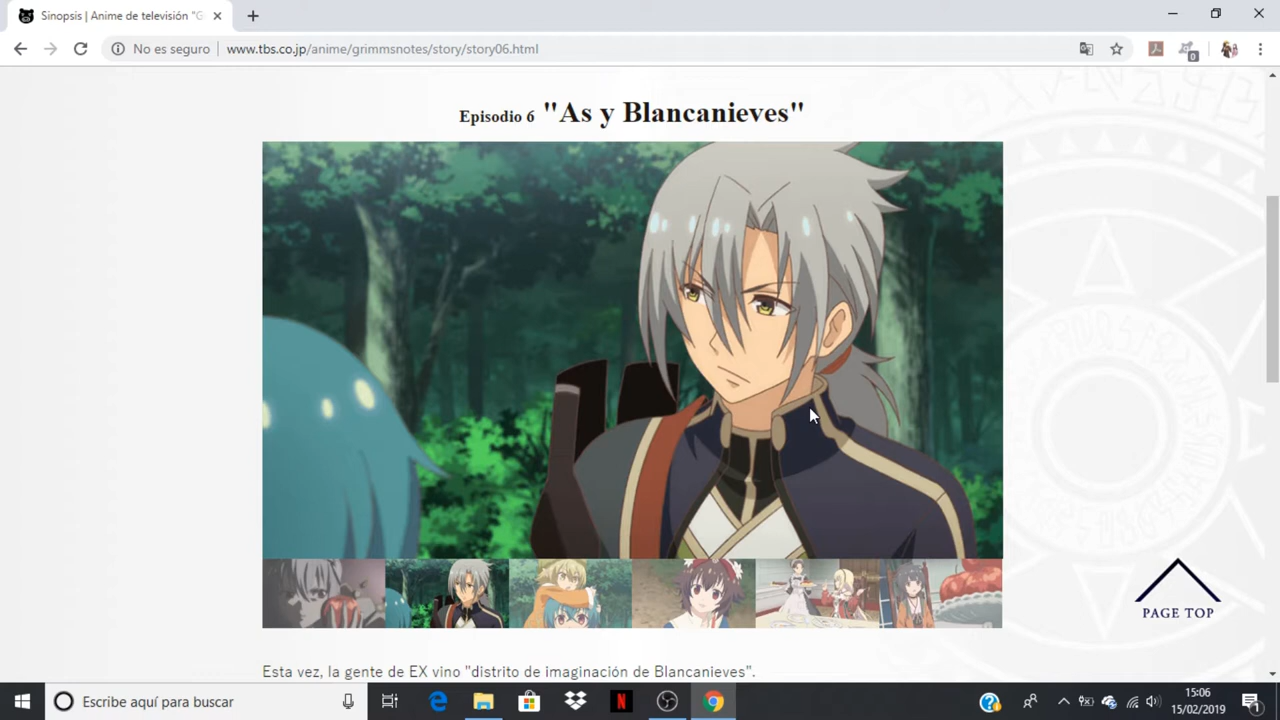 Sinopsis | Anime de televisión "G
No es seguro
www.tbs.co.jp/anime/grimmsnotes/story/story06.html
0
Episodio 6 "As y Blancanieves"
PAGE TOP
Esta vez, la gente de EX vino "distrito de imaginación de Blancanieves".
Escribe aquí para buscar
15:06
15/02/2019
1